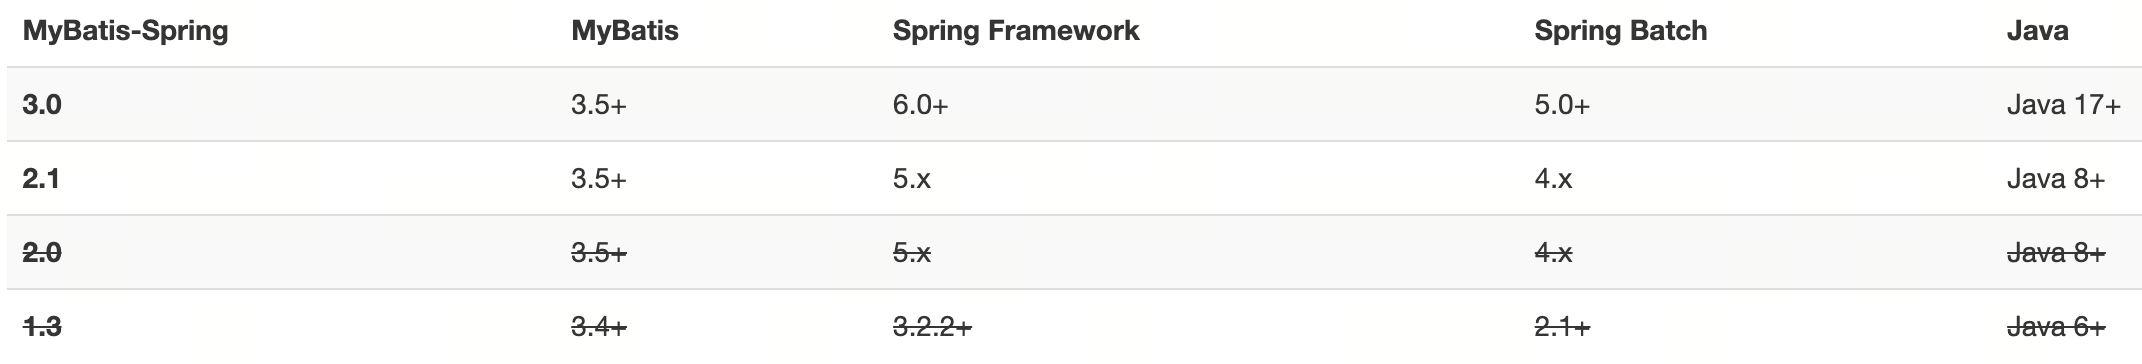 MyBatis-Spring MyBatis Spring Framework Spring Batch Java
3.0 3.5+ 6.0+ 5.0+ Java 17+
2.1 3.5+ 5.x 4.x Java 8+
2.0 3.5+ 5.x 4.x Java 8+
1.3 3.4+ 3.2.2+ 2.1+ Java 6+